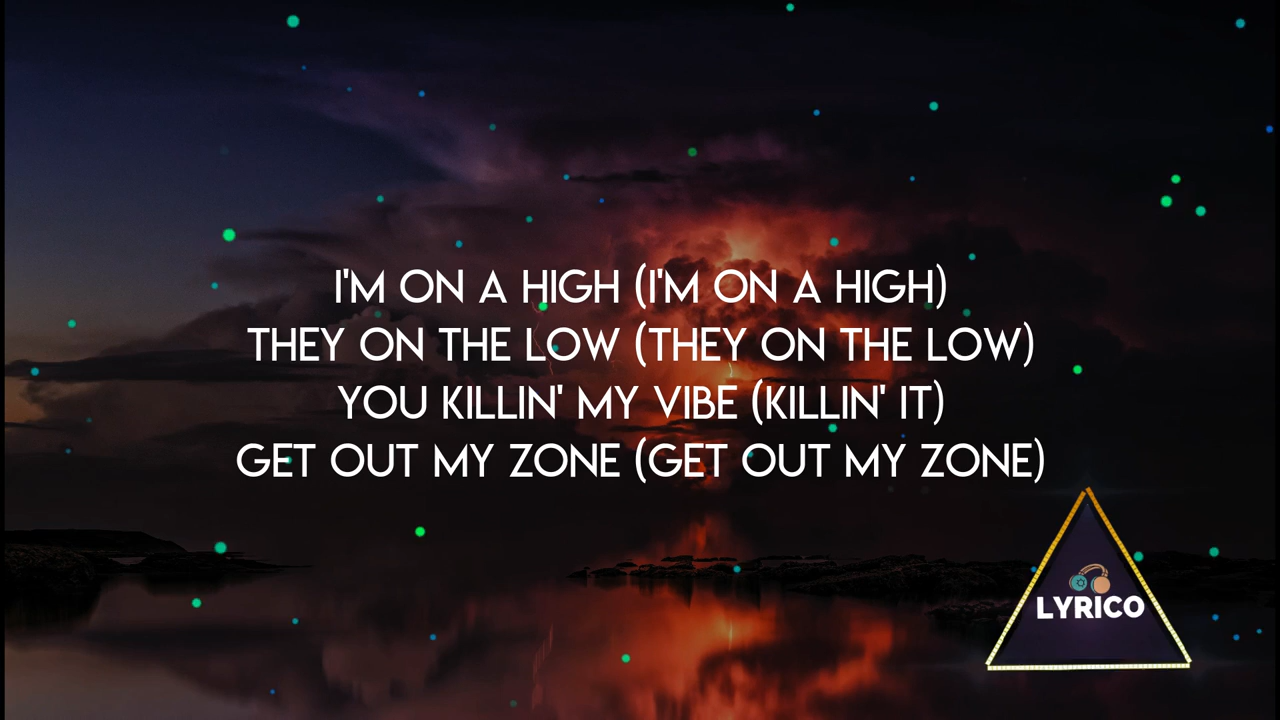 I'M ON A HIGH (I'M ON A HIGH)
THEY ON THE LOW (THEY ON THE LOW)
YOU KILLIN' MY VIBE (KILLIN' IT)
GET OUT MY ZONE (GET OUT MY ZONE)
LYRICO